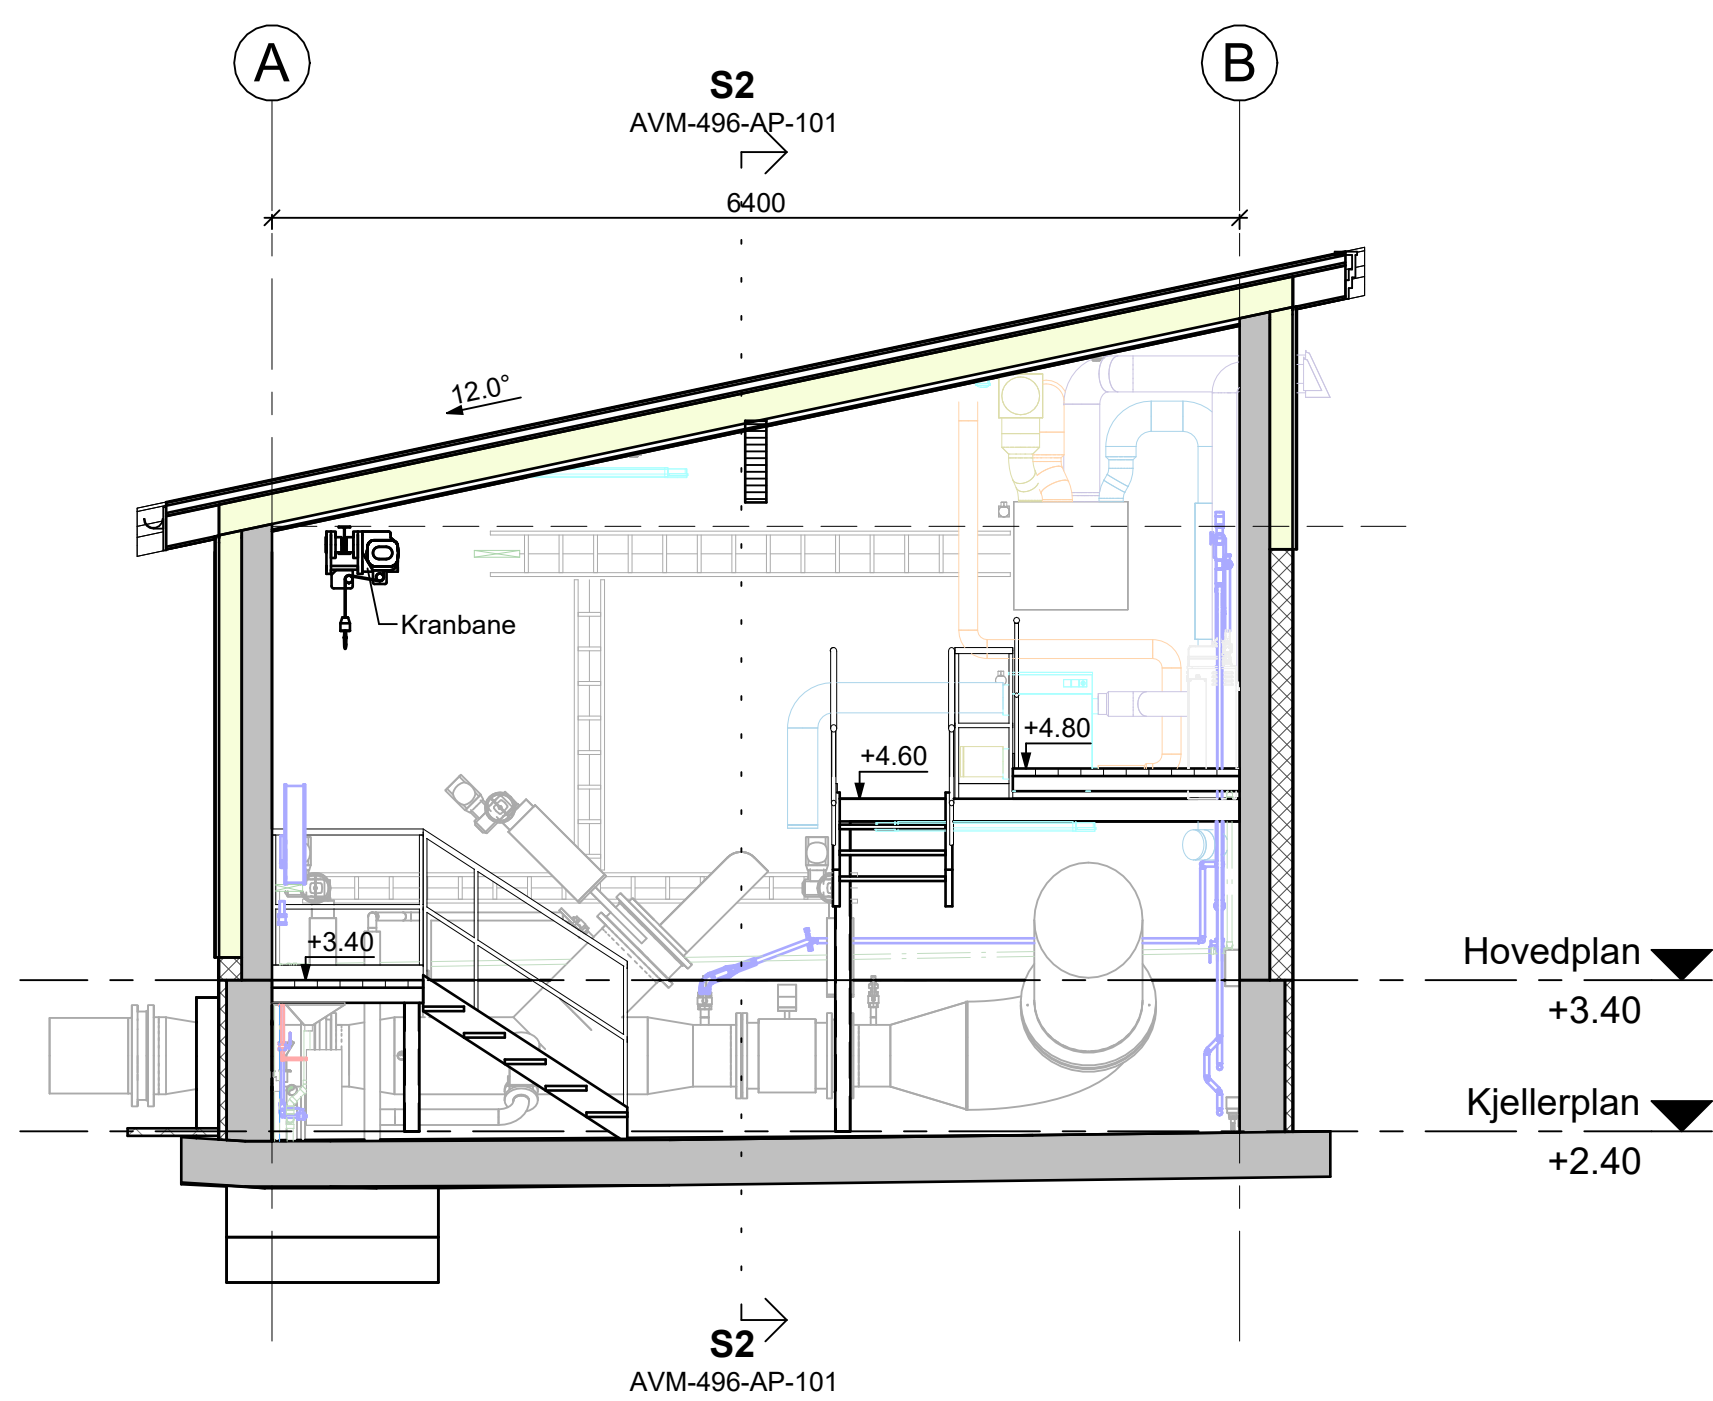 A
B
S2
AVM-496-AP-101
6400
12.0°
Kranbane
+4.80
+4.60
+3.40
Hovedplan
+3.40
Kjellerplan
+2.40
S2
AVM-496-AP-101